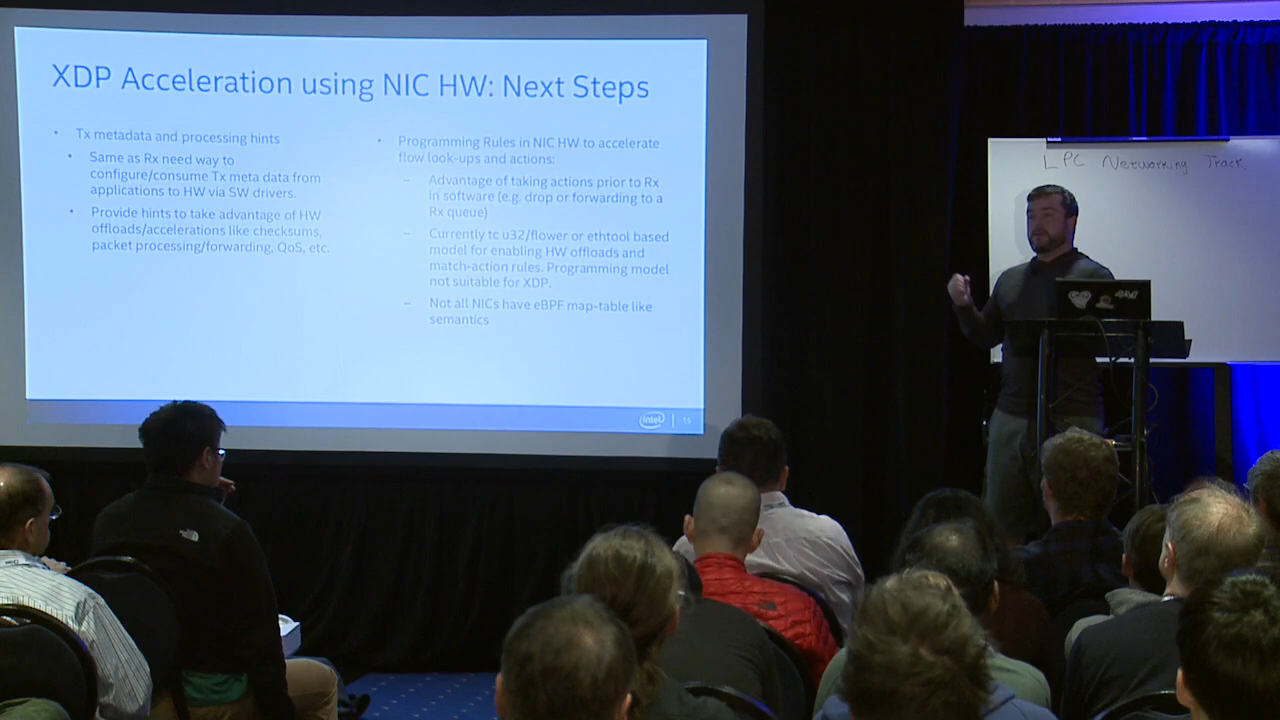 XDP Acceleration using NIC HW: Next Steps
• Tx metadata and processing hints
• Same as Rx need way to
configure/consume Tx meta data from
applications to HW via SW drivers.
• Provide hints to take advantage of HW
offloads/accelerations like checksums,
packet processing/forwarding, QoS, etc.
• Programming Rules in NIC HW to accelerate
flow look-ups and actions:
– Advantage of taking actions prior to Rx
in software (e.g. drop or forwarding to a
Rx queue)
– Currently tc u32/flower or ethtool based
model for enabling HW offloads and
match-action rules. Programming model
not suitable for XDP.
– Not all NICs have eBPF map-table like
semantics
intel
15
LPC Networking Track